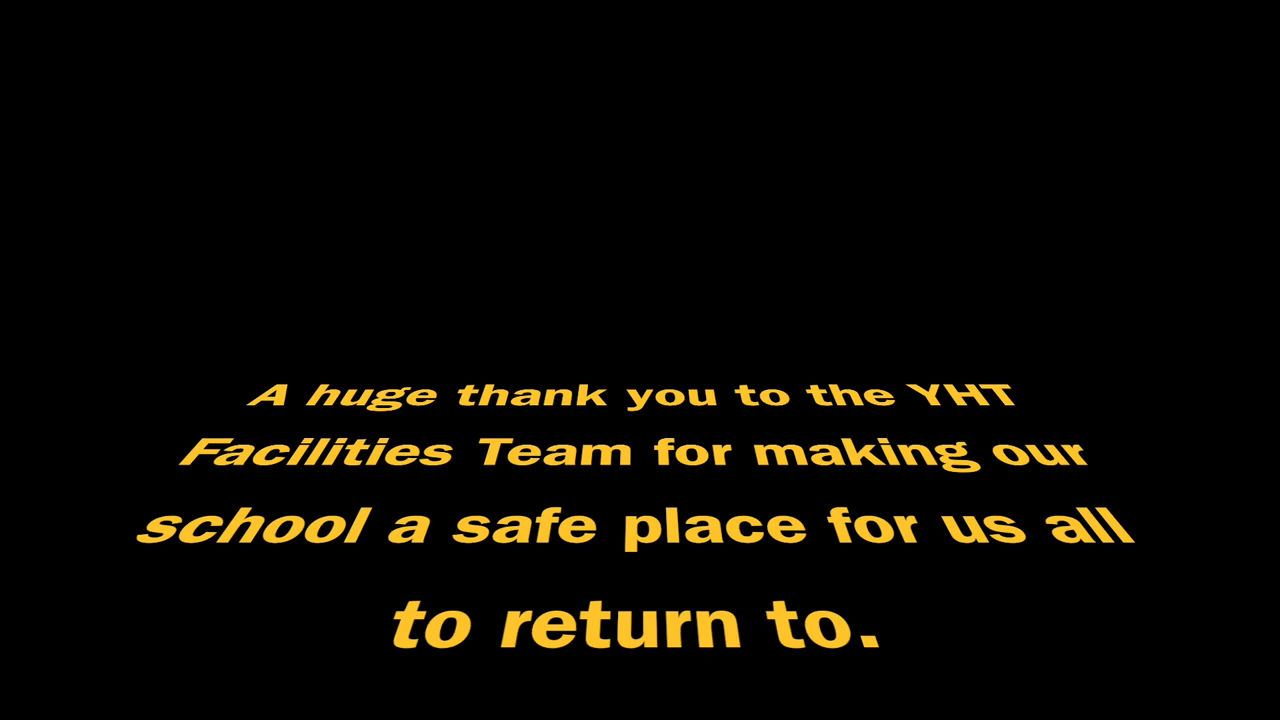 A huge thank you to the YHT
Facilities Team for making our
school a safe place for us all
to return to.